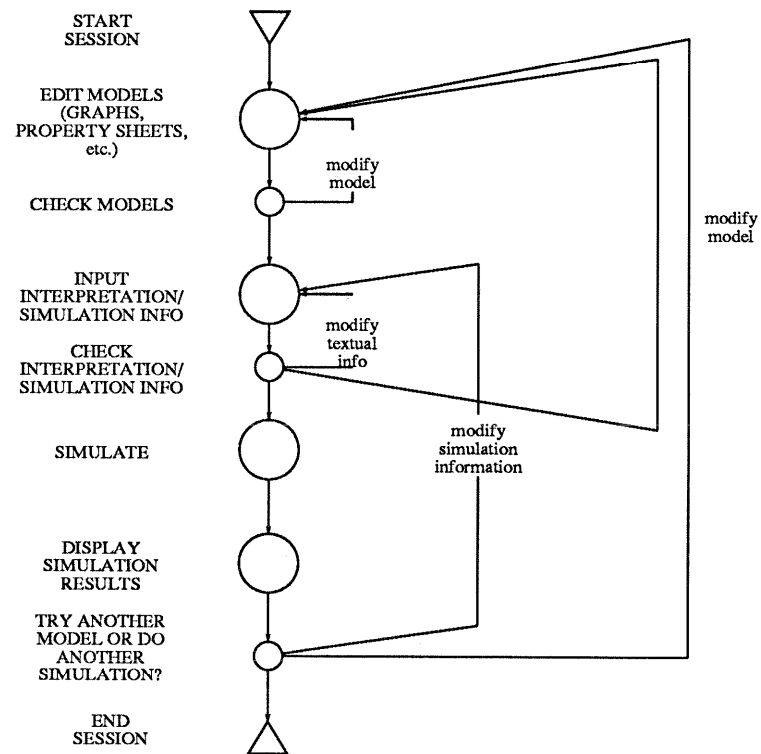 START
SESSION
EDIT MODELS
(GRAPHS,
PROPERTY SHEETS,
etc.)
modify
model
CHECK MODELS
modify
model
INPUT
INTERPRETATION/
SIMULATION INFO
modify
textual
info
CHECK
INTERPRETATION/
SIMULATION INFO
modify
simulation
information
SIMULATE
DISPLAY
SIMULATION
RESULTS
TRY ANOTHER
MODEL OR DO
ANOTHER
SIMULATION?
END
SESSION